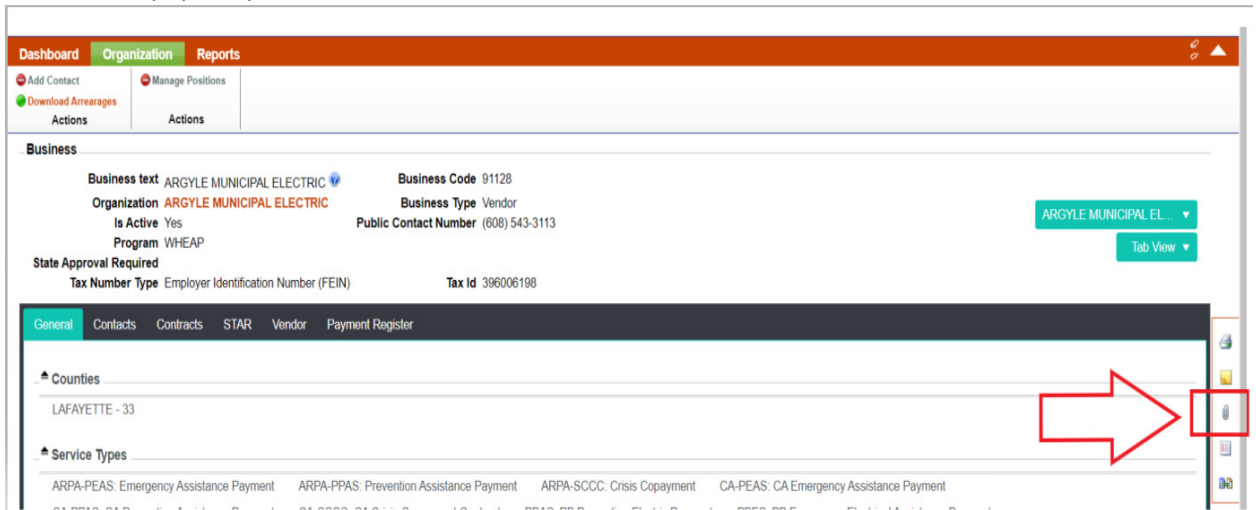 Dashboard Organization Reports
Add Contact Manage Positions
Download Arrearages
Actions Actions
Business
Business text ARGYLE MUNICIPAL ELECTRIC Business Code 91128
Organization ARGYLE MUNICIPAL ELECTRIC Business Type Vendor
Is Active Yes Public Contact Number (608) 543-3113
ARGYLE MUNICIPAL EL...
Program WHEAP
Tab View
State Approval Required
Tax Number Type Employer Identification Number (FEIN) Tax Id 396006198
General Contacts Contracts STAR Vendor Payment Register
Counties
LAFAYETTE - 33
Service Types
ARPA-PEAS: Emergency Assistance Payment ARPA-PPAS: Prevention Assistance Payment ARPA-SCCC: Crisis Copayment CA-PEAS: CA Emergency Assistance Payment